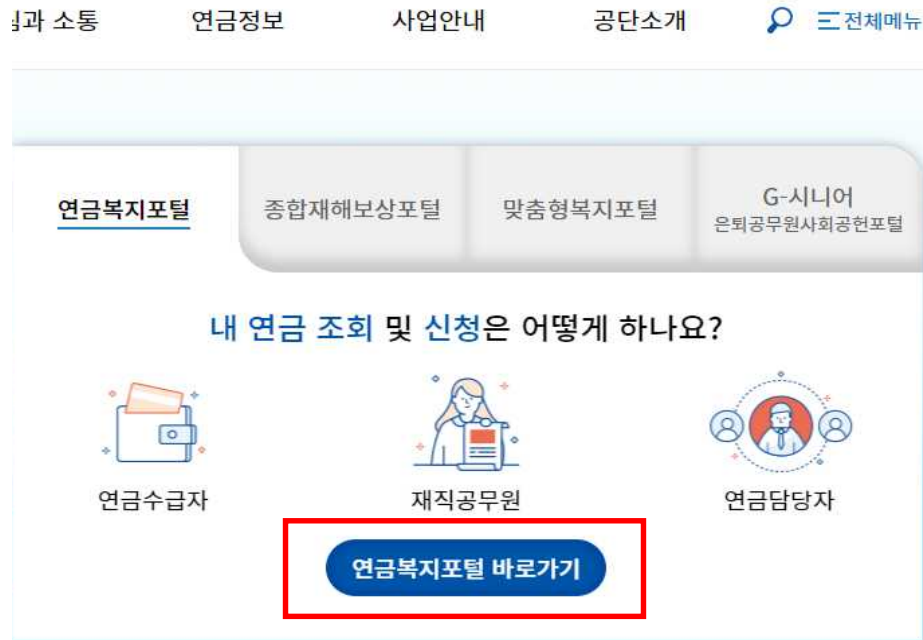 과 소통 연금정보 사업안내 공단소개 전체메뉴
연금복지포털 종합재해보상포털 맞춤형복지포털 G-시니어
은퇴공무원사회공헌포털
내 연금 조회 및 신청은 어떻게 하나요?
연금수급자 재직공무원 연금담당자
연금복지포털 바로가기